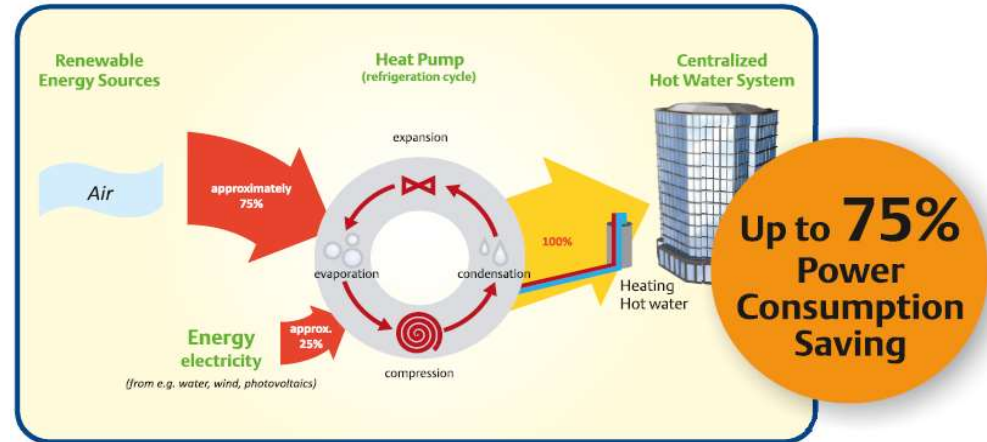 Renewable
Energy Sources
Heat Pump
(refrigeration cycle)
Centralized
Hot Water System
expansion
Air
approximately
75%
100%
evaporation
condensation
Heating
Hot water
Energy
electricity
approx.
25%
(from e.g. water, wind, photovoltaics)
compression
Up to 75%
Power
Consumption
Saving